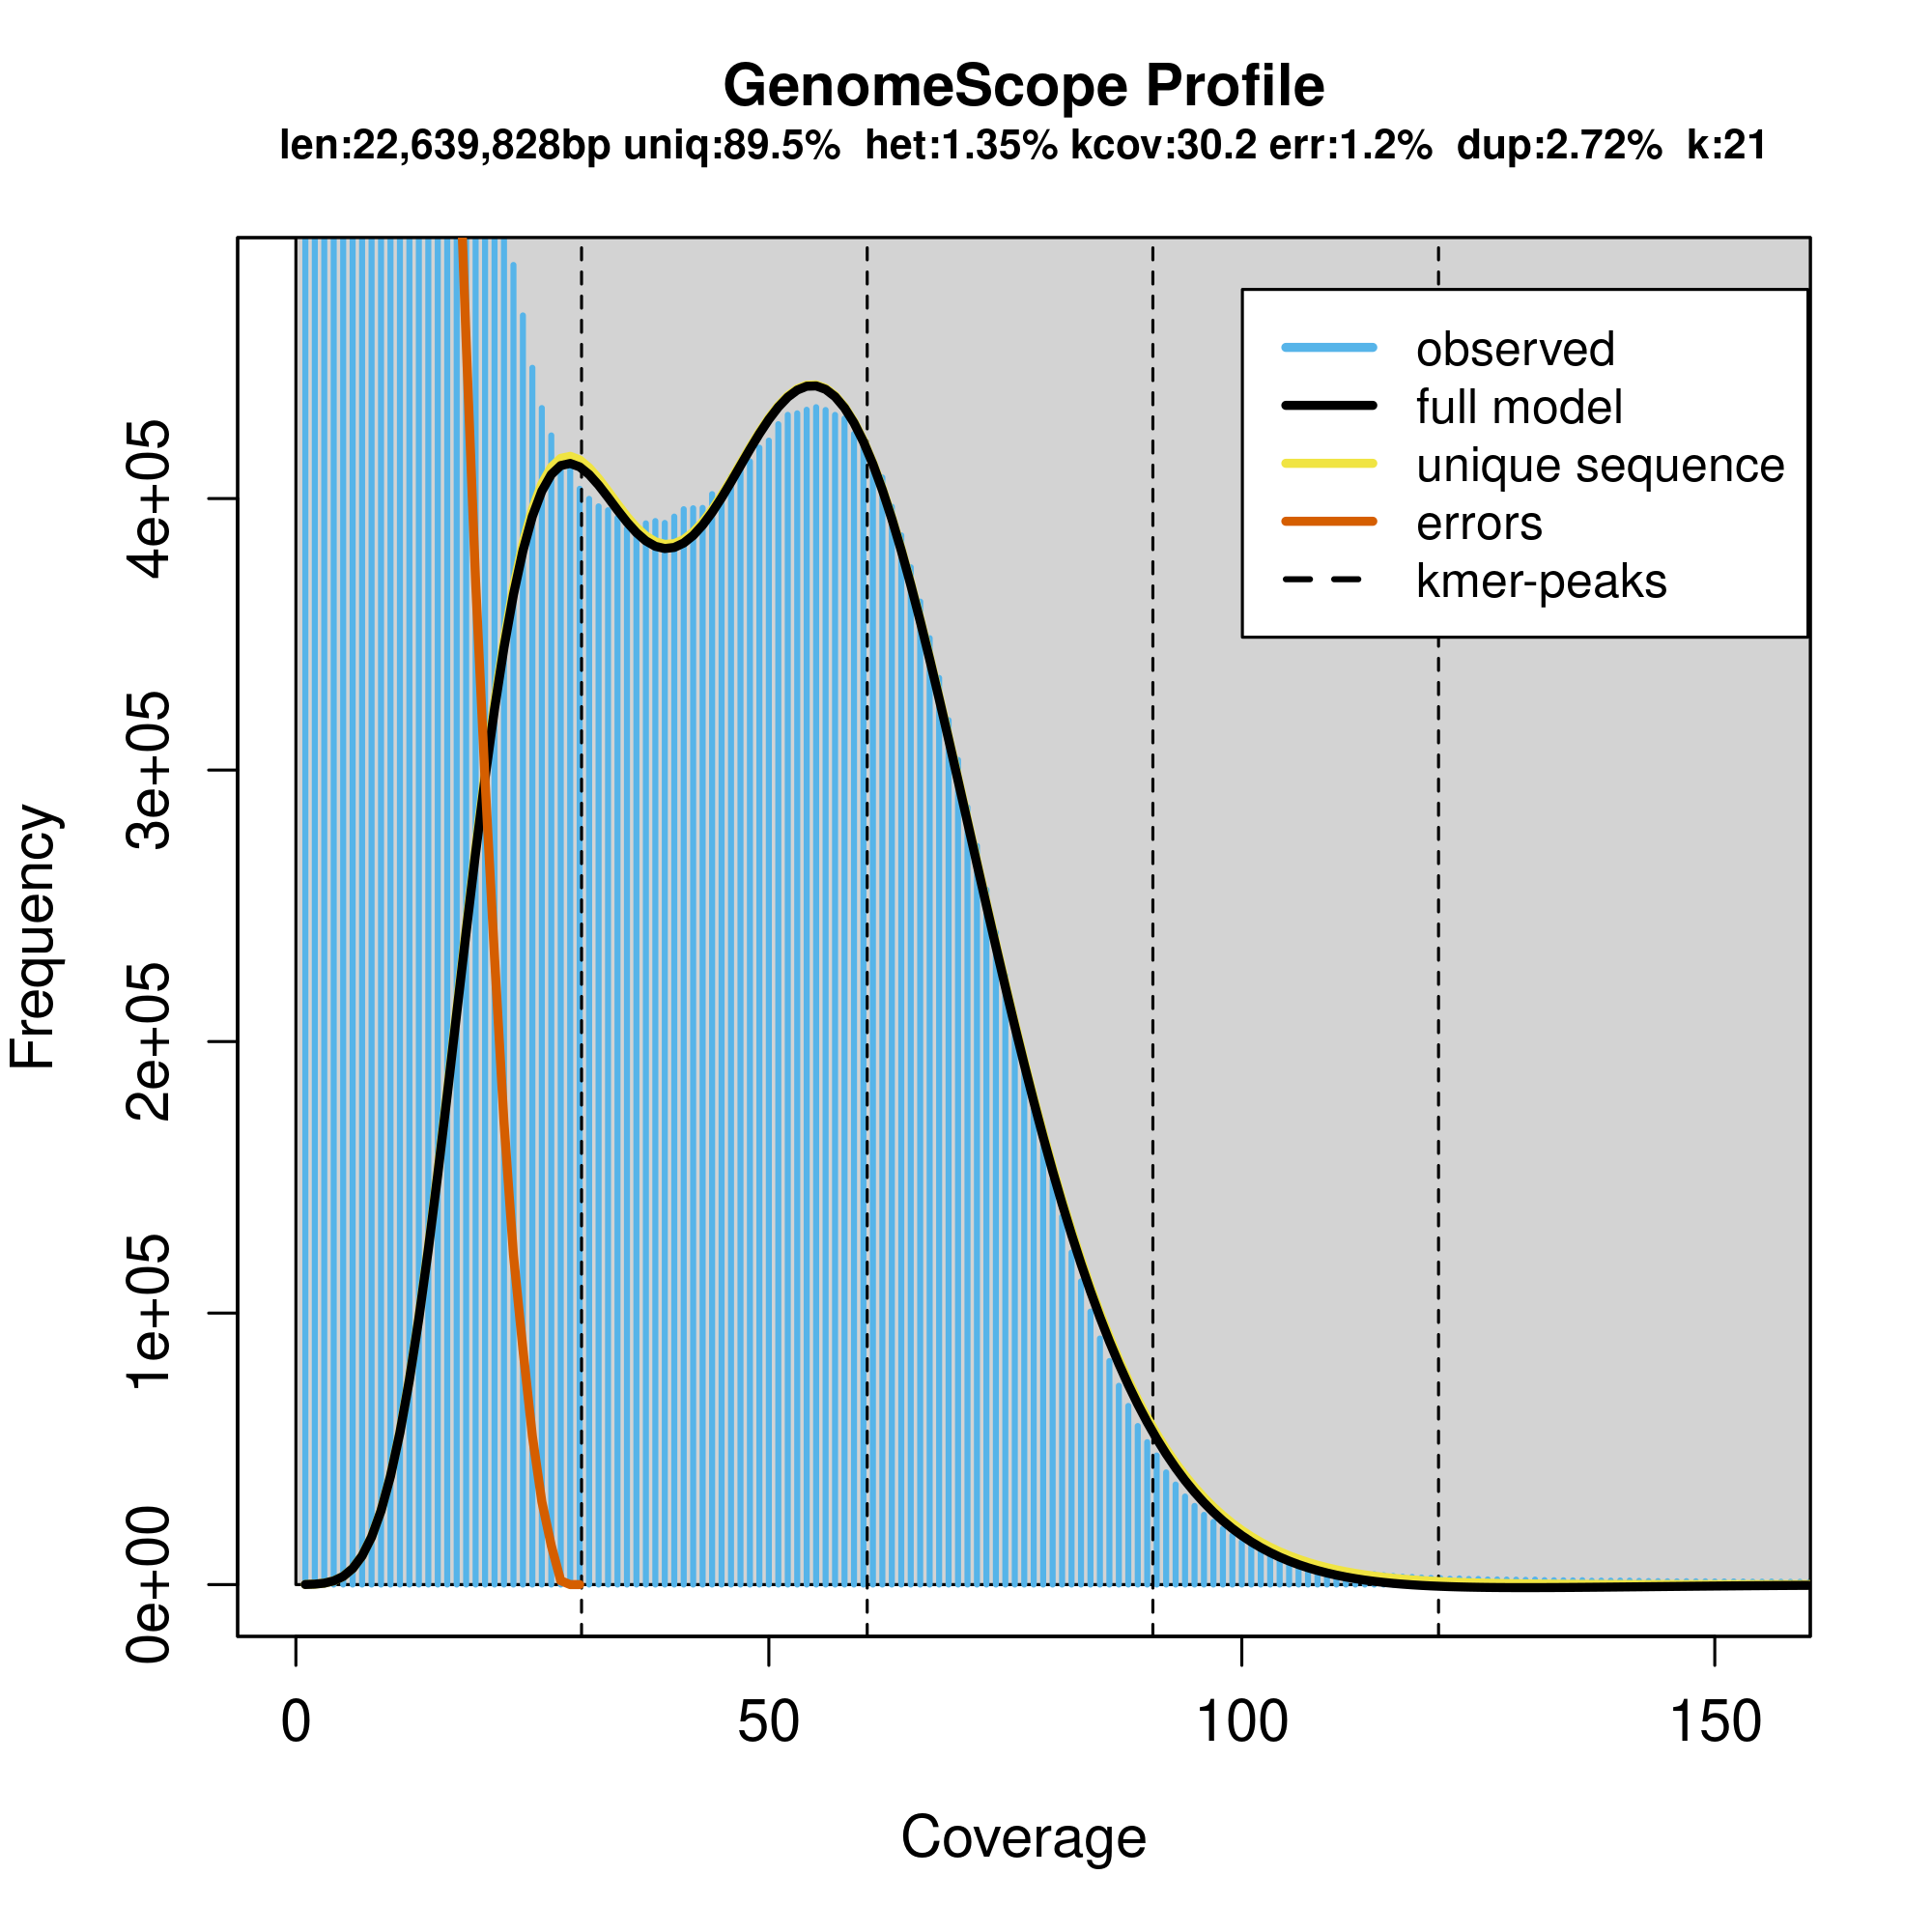 GenomeScope Profile
len:22,639,828bp uniq:89.5%  het:1.35% kcov:30.2 err:1.2%  dup:2.72%  k:21
observed
full model
unique sequence
errors
kmer-peaks
Frequency
4e+05
3e+05
2e+05
1e+05
0e+00
0 50 100 150
Coverage